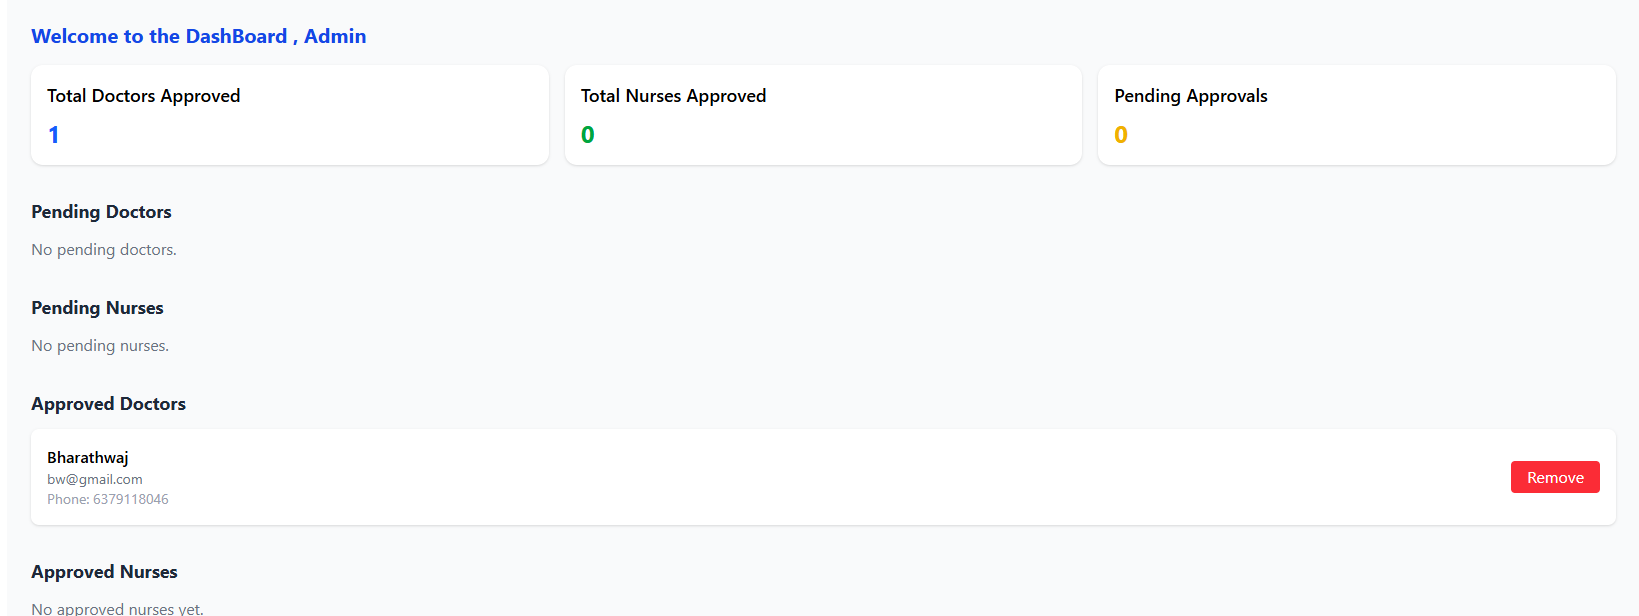 Welcome to the DashBoard , Admin
Total Doctors Approved
1
Total Nurses Approved
0
Pending Approvals
0
Pending Doctors
No pending doctors.
Pending Nurses
No pending nurses.
Approved Doctors
Bharathwaj
bw@gmail.com
Phone: 6379118046
Remove
Approved Nurses
No approved nurses yet.